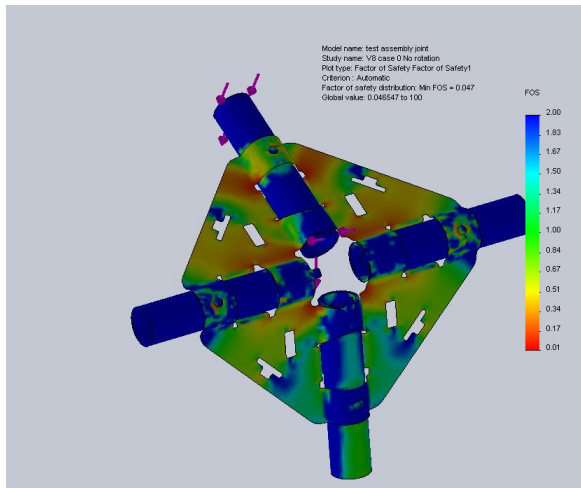 Model name: test assembly joint
Study name: V8 case 0 No rotation
Plot type: Factor of Safety Factor of Safety1
Criterion : Automatic
Factor of safety distribution: Min FOS = 0.047
Global value: 0.046547 to 100
FOS
2.00
1.83
1.67
1.50
1.34
1.17
1.00
0.84
0.67
0.51
0.34
0.17
0.01